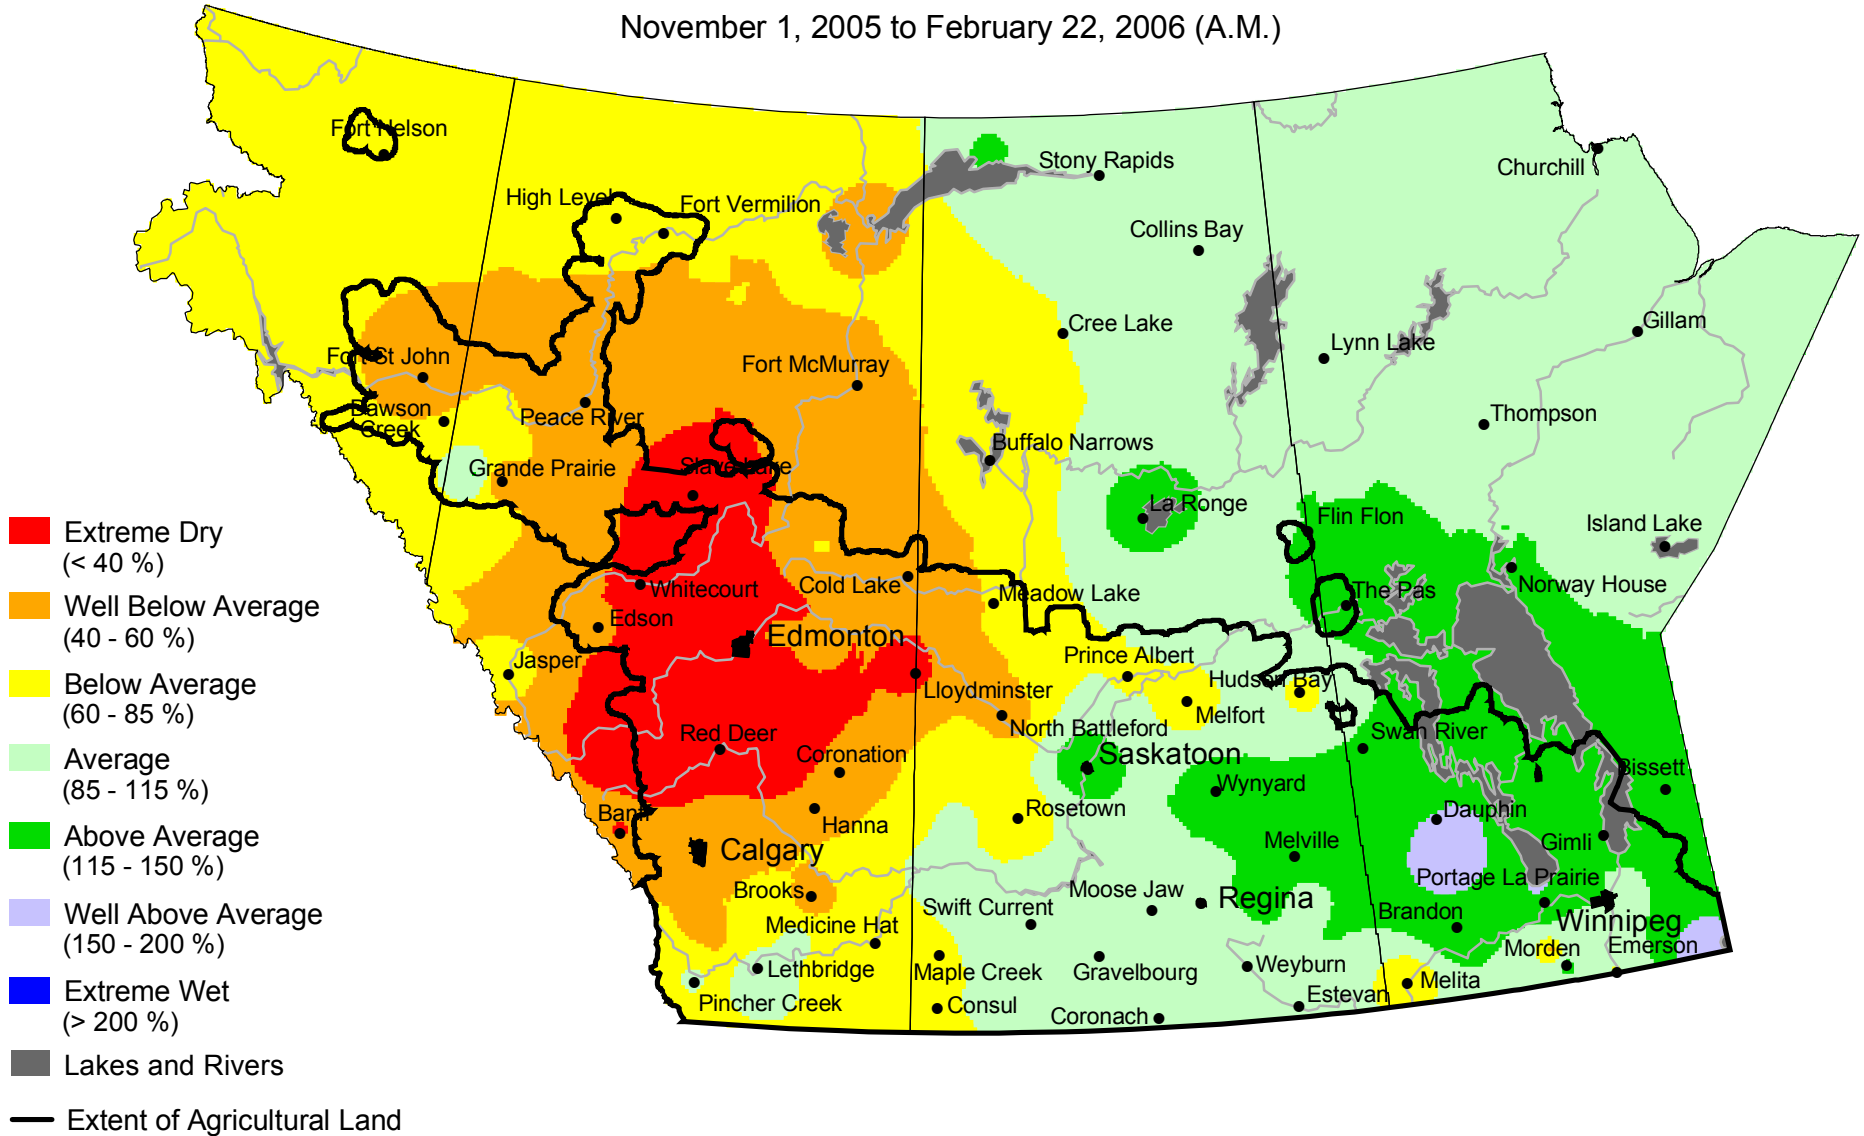 November 1, 2005 to February 22, 2006 (A.M.)
Fort Nelson
Churchill
Stony Rapids
High Level
Fort Vermilion
Collins Bay
Gillam
Cree Lake
Lynn Lake
Fort St John
Fort McMurray
Dawson
Creek
Peace River
Thompson
Buffalo Narrows
Grande Prairie
Slave Lake
La Ronge
Flin Flon
Island Lake
Whitecourt
Cold Lake
Meadow Lake
The Pas
Norway House
Edson
Edmonton
Jasper
Prince Albert
Hudson Bay
Lloydminster
Melfort
North Battleford
Swan River
Red Deer
Coronation
Saskatoon
Bissett
Wynyard
Banff
Hanna
Rosetown
Dauphin
Gimli
Calgary
Melville
Portage La Prairie
Brooks
Moose Jaw
Regina
Swift Current
Brandon
Winnipeg
Medicine Hat
Morden
Emerson
Lethbridge
Maple Creek
Gravelbourg
Weyburn
Melita
Pincher Creek
Consul
Estevan
Coronach
Extreme Dry
(< 40 %)
Well Below Average
(40 - 60 %)
Below Average
(60 - 85 %)
Average
(85 - 115 %)
Above Average
(115 - 150 %)
Well Above Average
(150 - 200 %)
Extreme Wet
(> 200 %)
Lakes and Rivers
Extent of Agricultural Land